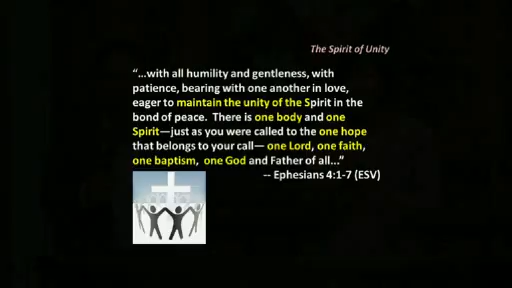 The Spirit of Unity
“...with all humility and gentleness, with
patience, bearing with one another in love,
eager to maintain the unity of the Spirit in the
bond of peace.  There is one body and one
Spirit—just as you were called to the one hope
that belongs to your call— one Lord, one faith,
one baptism,  one God and Father of all...”
-- Ephesians 4:1-7 (ESV)